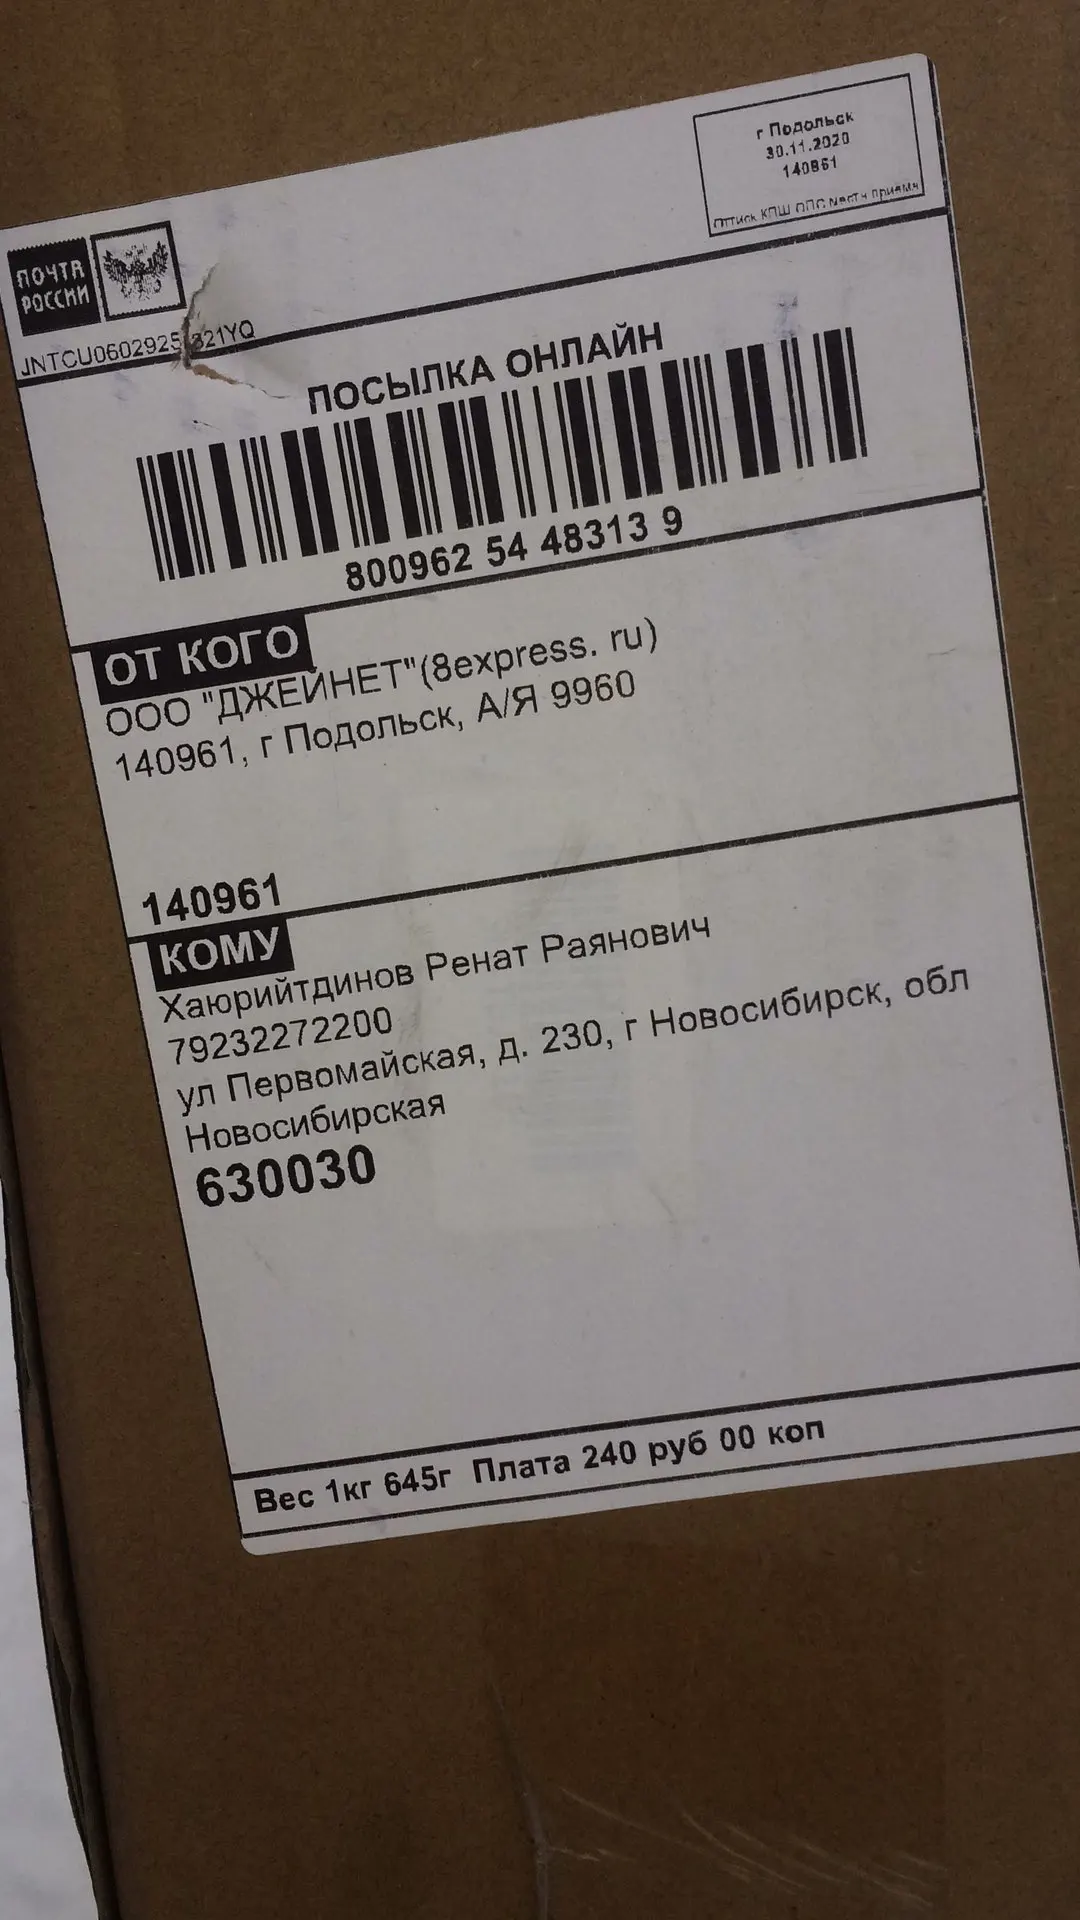 г Подольск
30.11.2020
140961
Оттиск КПШ ОПС места приема
ПОЧТА
РОССИИ
JNTCU0602925 321YQ
ПОСЫЛКА ОНЛАЙН
800962 54 48313 9
ОТ КОГО
ООО "ДЖЕЙНЕТ"(8express. ru)
140961, г Подольск, А/Я 9960
140961
КОМУ
Хаюрийтдинов Ренат Раянович
79232272200
ул Первомайская, д. 230, г Новосибирск, обл
Новосибирская
630030
Вес 1кг 645г Плата 240 руб 00 коп